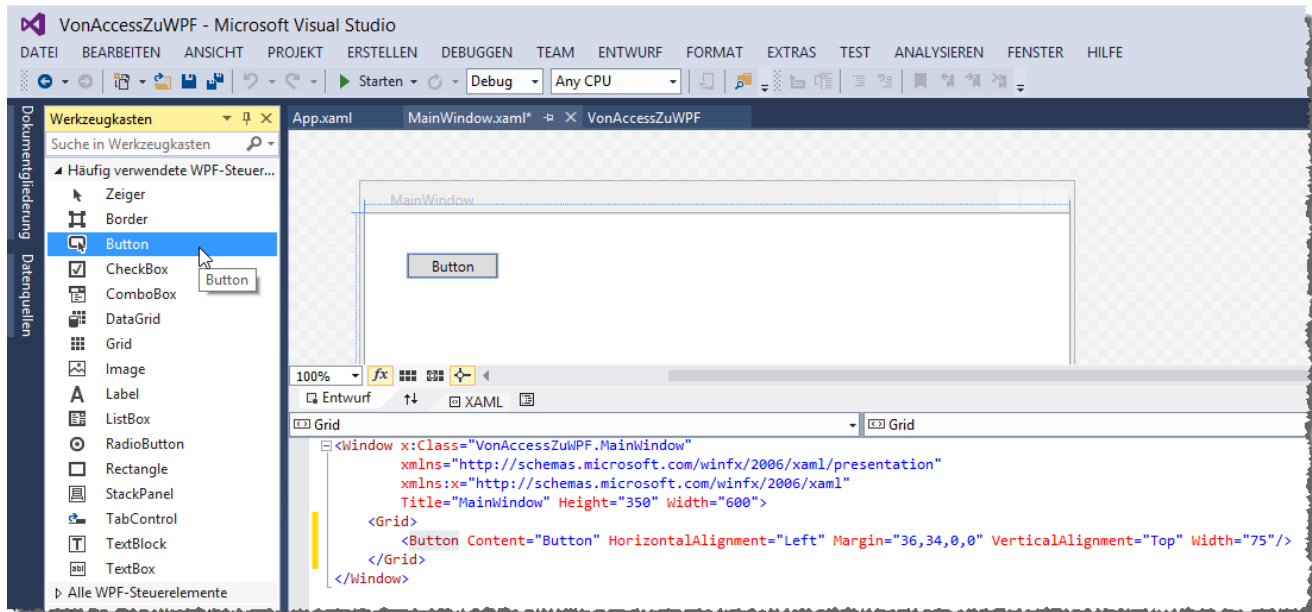 VonAccessZuWPF - Microsoft Visual Studio
DATEI BEARBEITEN ANSICHT PROJEKT ERSTELLEN DEBUGGEN TEAM ENTWURF FORMAT EXTRAS TEST ANALYSIEREN FENSTER HILFE
Starten Debug Any CPU
Dokumentgliederung
Datenquellen
Werkzeugkasten
Suche in Werkzeugkasten
Häufig verwendete WPF-Steuer...
Zeiger
Border
Button
CheckBox
Button
ComboBox
DataGrid
Grid
Image
Label
ListBox
RadioButton
Rectangle
StackPanel
TabControl
TextBlock
TextBox
Alle WPF-Steuerelemente
App.xaml MainWindow.xaml* VonAccessZuWPF
MainWindow
Button
100% fx
Entwurf XAML
Grid Grid
<Window x:Class="VonAccessZuWPF.MainWindow"
xmlns="http://schemas.microsoft.com/winfx/2006/xaml/presentation"
xmlns:x="http://schemas.microsoft.com/winfx/2006/xaml"
Title="MainWindow" Height="350" Width="600">
<Grid>
<Button Content="Button" HorizontalAlignment="Left" Margin="36,34,0,0" VerticalAlignment="Top" Width="75"/>
</Grid>
</Window>